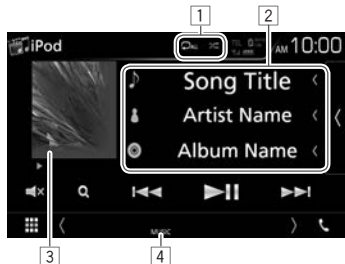 1 2
iPod AM 10:00
Song Title
Artist Name
Album Name
MUSIC
3 4